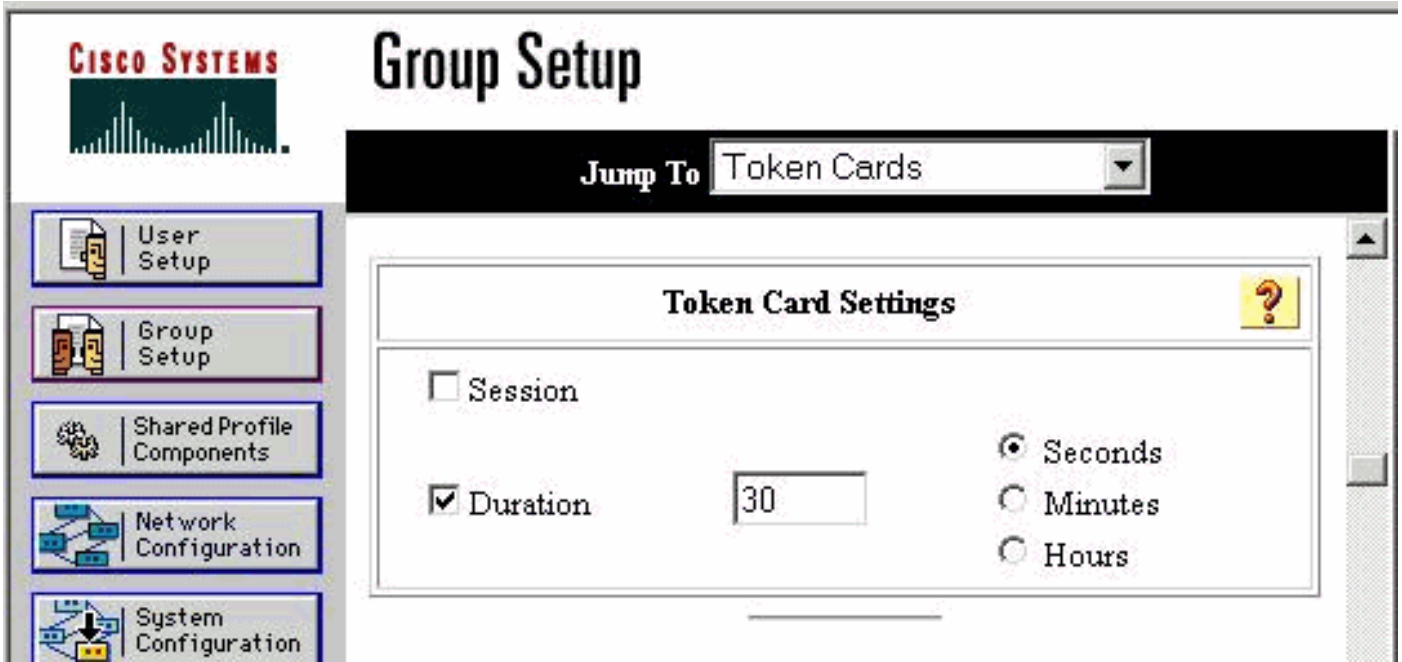 CISCO SYSTEMS
Group Setup
Jump To Token Cards
User
Setup
Group
Setup
Shared Profile
Components
Network
Configuration
System
Configuration
Token Card Settings
?
Session
Duration 30
Seconds
Minutes
Hours